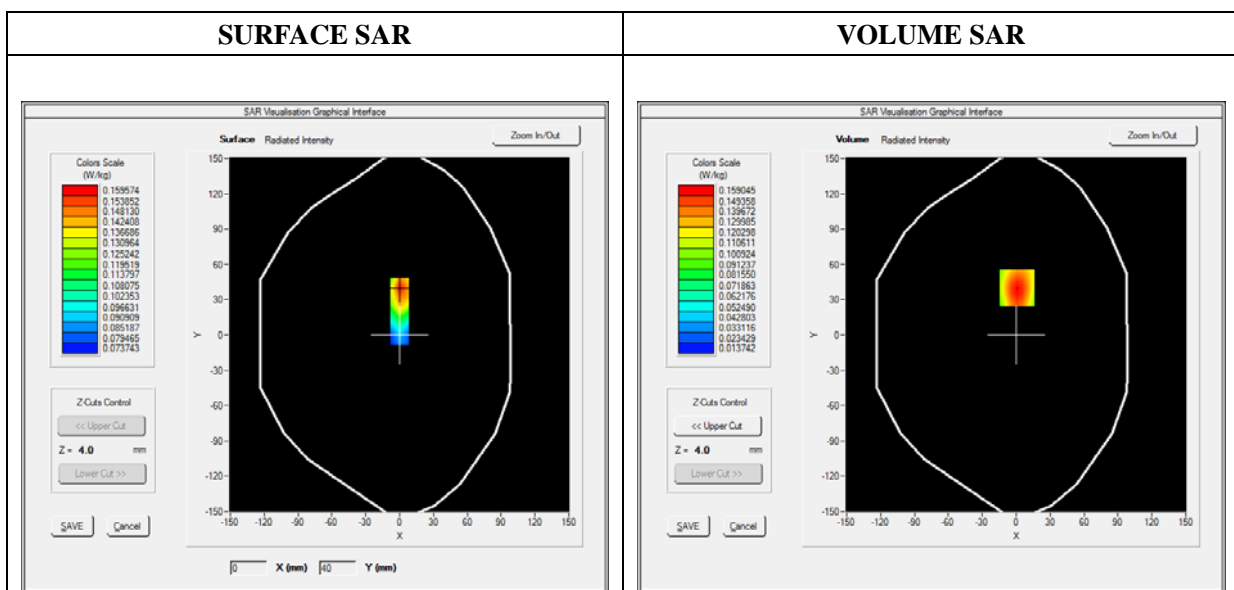 SURFACE SAR
VOLUME SAR
SAR Visualisation Graphical Interface
Surface Radiated Intensity
Zoom In/Out
Colors Scale
(W/kg)
0.159574
0.153852
0.148130
0.142408
0.136686
0.130964
0.125242
0.119519
0.113797
0.108075
0.102353
0.096631
0.090909
0.085187
0.079465
0.073743
Z-Cuts Control
<< Upper Cut
Z = 4.0 mm
Lower Cut >>
SAVE Cancel
150
120
90
60
30
0
-30
-60
-90
-120
-150
Y
-150 -120 -90 -60 -30 0 30 60 90 120 150
X
0 X (mm) 40 Y (mm)
SAR Visualisation Graphical Interface
Volume Radiated Intensity
Zoom In/Out
Colors Scale
(W/kg)
0.159045
0.149358
0.139672
0.129985
0.120298
0.110611
0.100924
0.091237
0.081550
0.071863
0.062176
0.052490
0.042803
0.033116
0.023429
0.013742
Z-Cuts Control
<< Upper Cut
Z = 4.0 mm
Lower Cut >>
SAVE Cancel
150
120
90
60
30
0
-30
-60
-90
-120
-150
Y
-150 -120 -90 -60 -30 0 30 60 90 120 150
X